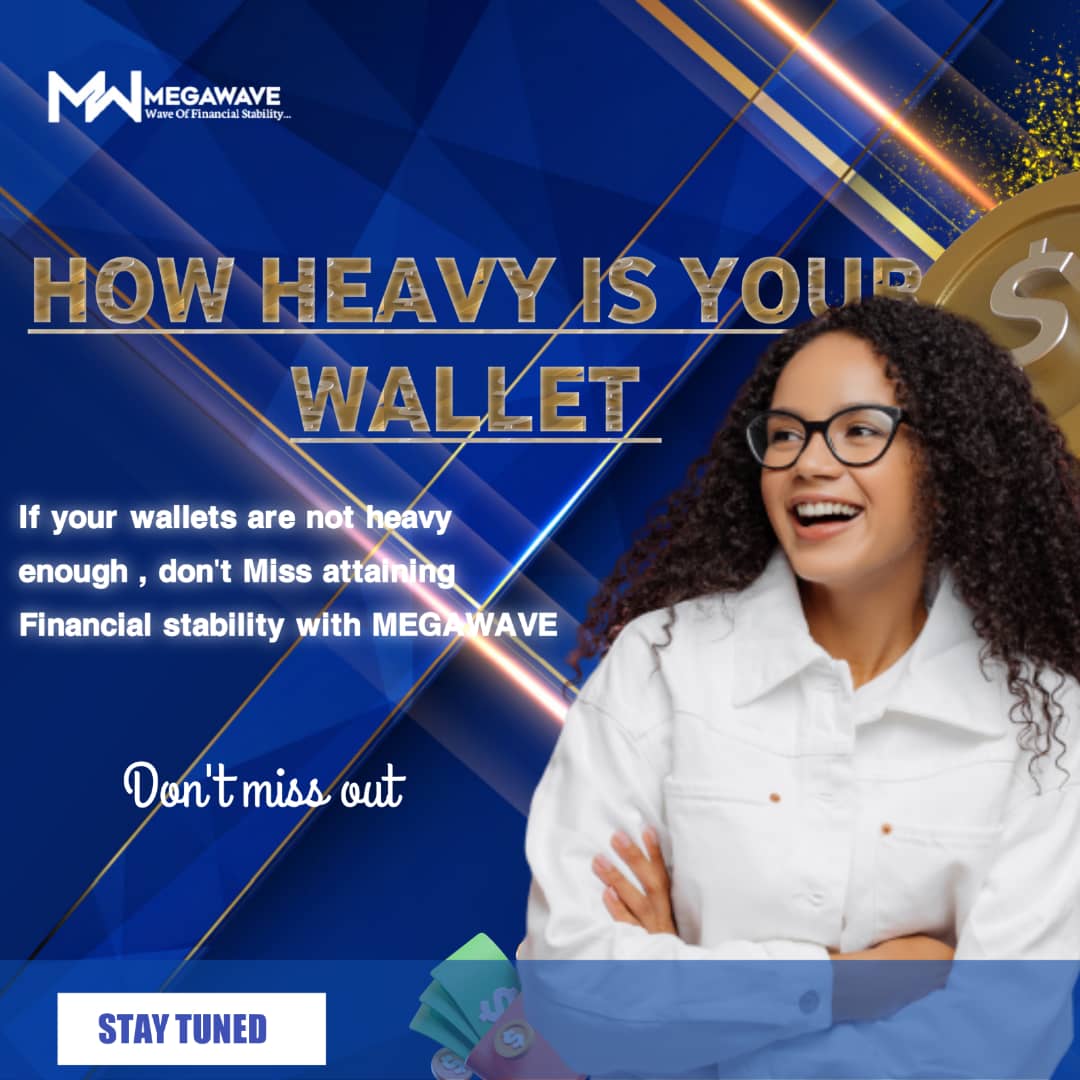 MW MEGAWAVE
Wave Of Financial Stability...
HOW HEAVY IS YOUR
WALLET
If your wallets are not heavy
enough , don't Miss attaining
Financial stability with MEGAWAVE
Don't miss out
STAY TUNED